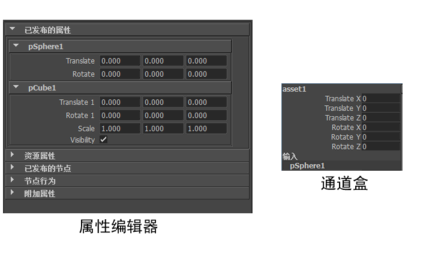 已发布的属性
pSphere1
Translate 0.000 0.000 0.000
Rotate 0.000 0.000 0.000
pCube1
Translate 1 0.000 0.000 0.000
Rotate 1 0.000 0.000 0.000
Scale 1.000 1.000 1.000
Visiblity
资源属性
已发布的节点
节点行为
附加属性
属性编辑器
asset1
Translate X 0
Translate Y 0
Translate Z 0
Rotate X 0
Rotate Y 0
Rotate Z 0
输入
pSphere1
通道盒